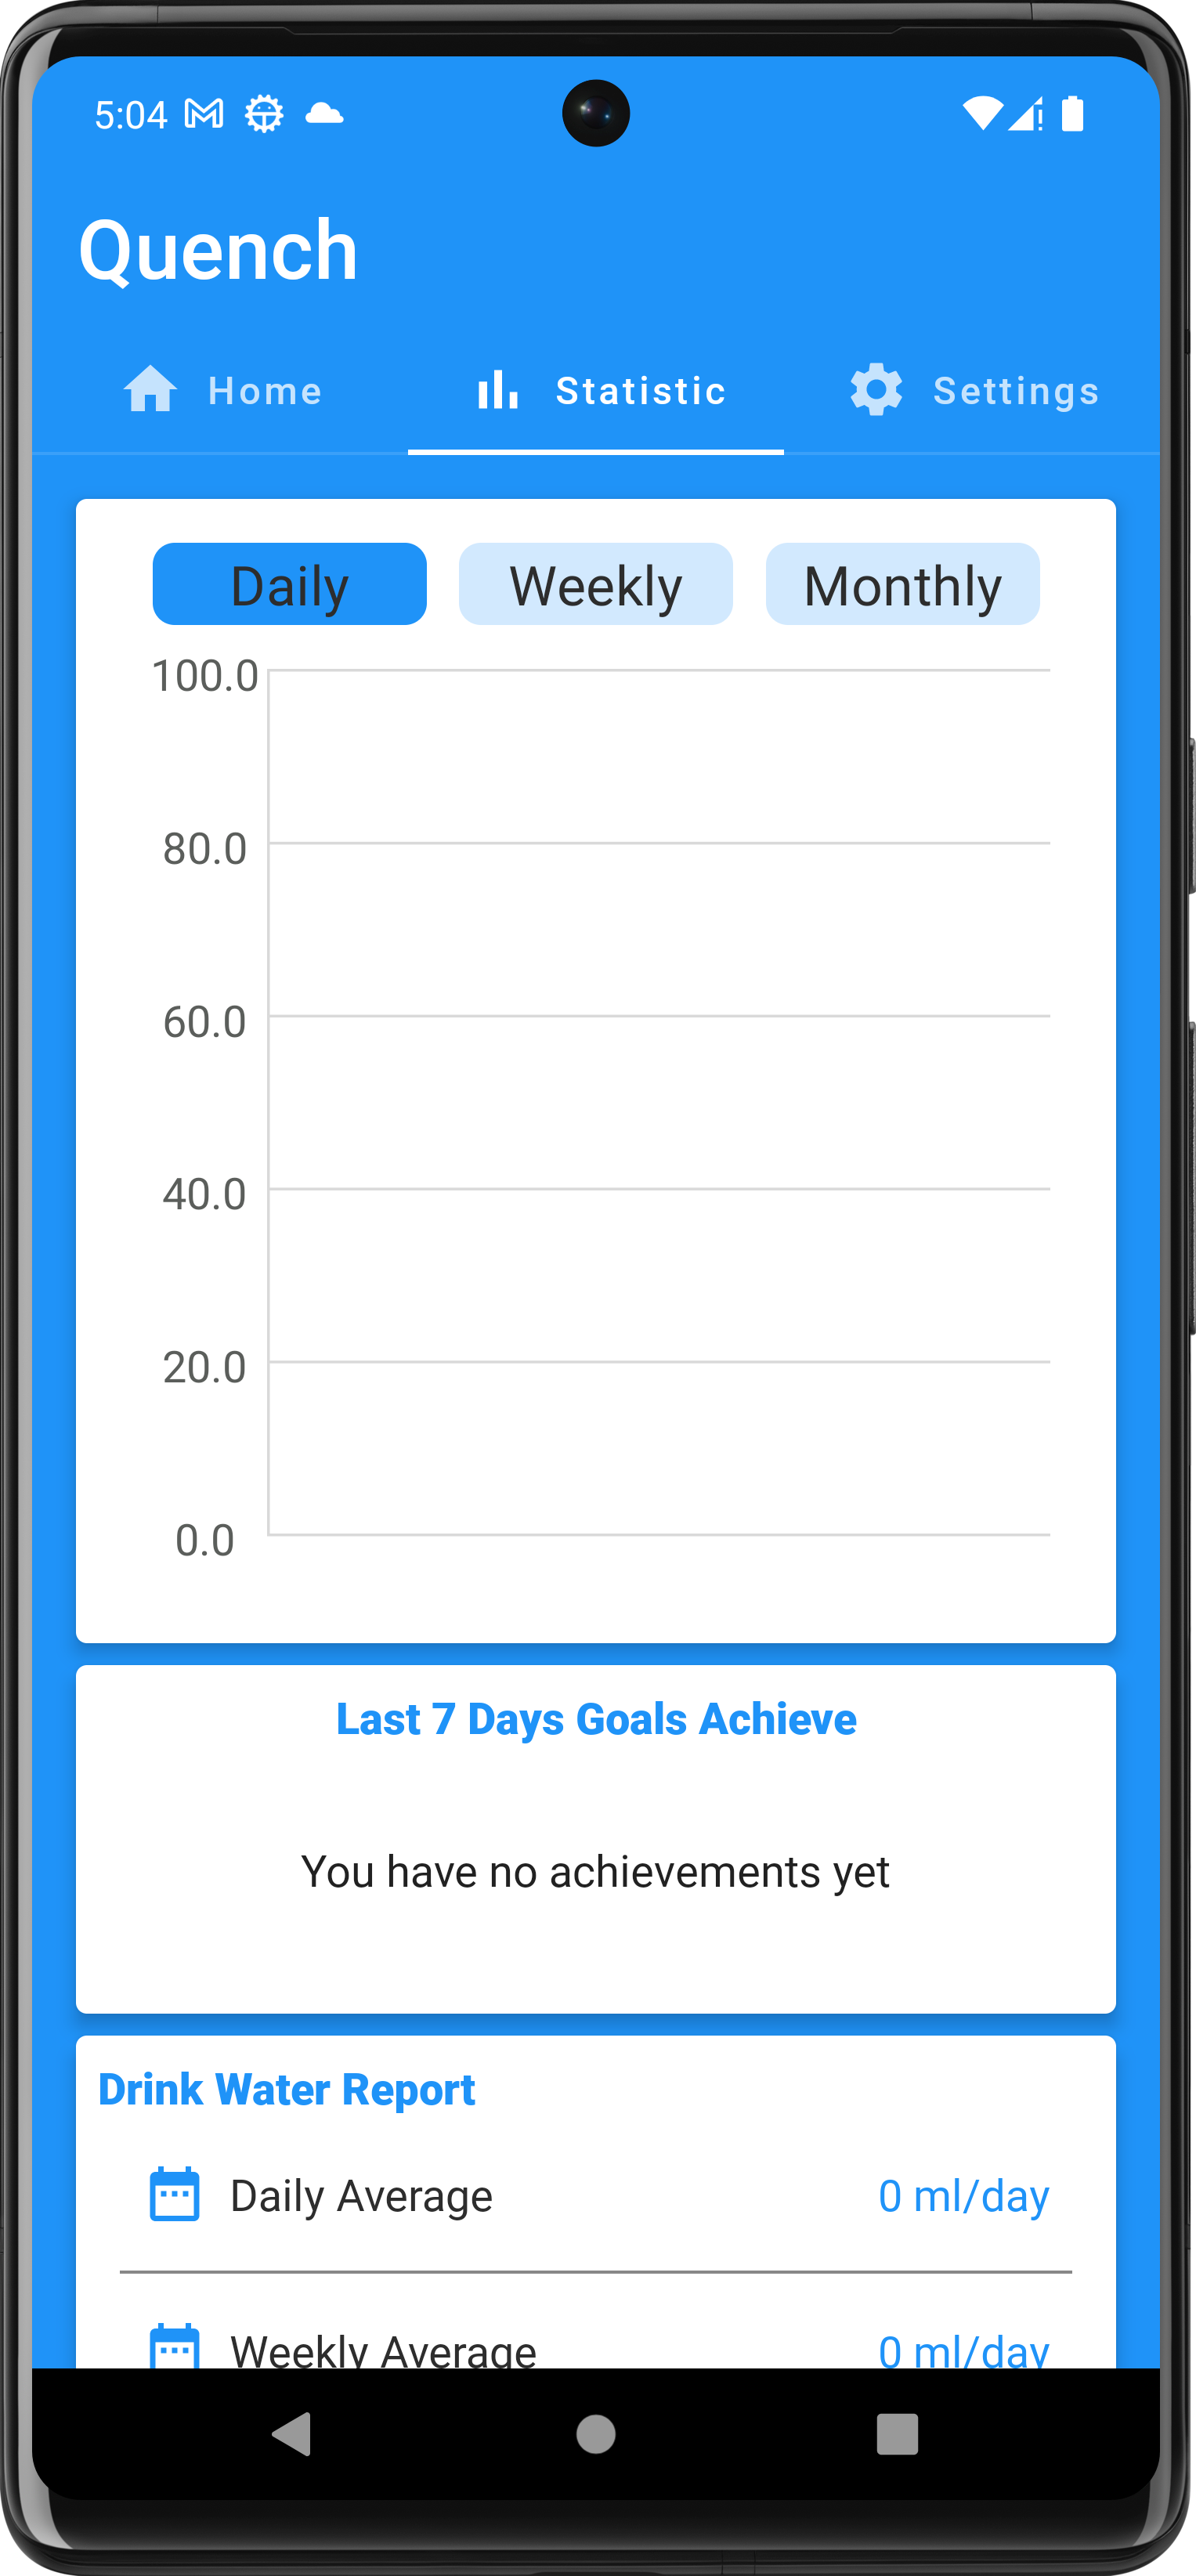 5:04
Quench
Home Statistic Settings
Daily Weekly Monthly
100.0
80.0
60.0
40.0
20.0
0.0
Last 7 Days Goals Achieve
You have no achievements yet
Drink Water Report
Daily Average 0 ml/day
Weekly Average 0 ml/day